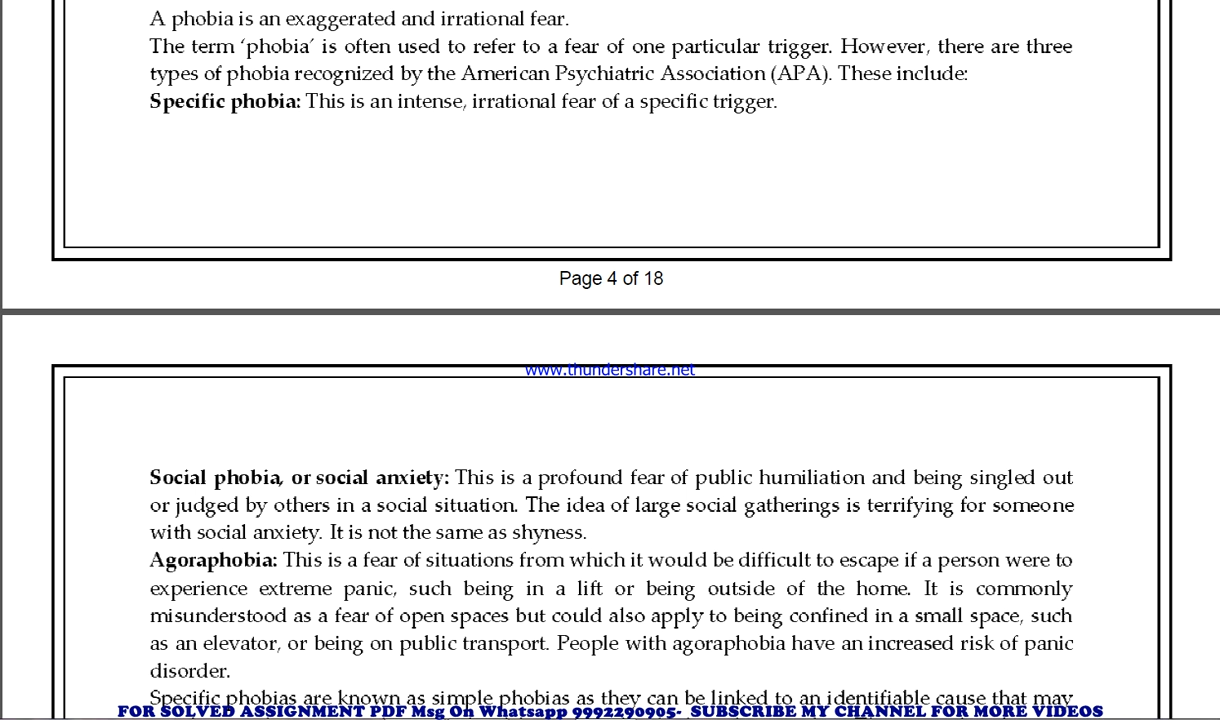 A phobia is an exaggerated and irrational fear.
The term ‘phobia’ is often used to refer to a fear of one particular trigger. However, there are three
types of phobia recognized by the American Psychiatric Association (APA). These include:
Specific phobia: This is an intense, irrational fear of a specific trigger.
Page 4 of 18
www.thundershare.net
Social phobia, or social anxiety: This is a profound fear of public humiliation and being singled out
or judged by others in a social situation. The idea of large social gatherings is terrifying for someone
with social anxiety. It is not the same as shyness.
Agoraphobia: This is a fear of situations from which it would be difficult to escape if a person were to
experience extreme panic, such being in a lift or being outside of the home. It is commonly
misunderstood as a fear of open spaces but could also apply to being confined in a small space, such
as an elevator, or being on public transport. People with agoraphobia have an increased risk of panic
disorder.
Specific phobias are known as simple phobias as they can be linked to an identifiable cause that may
FOR SOLVED ASSIGNMENT PDF Msg On Whatsapp 9992290905- SUBSCRIBE MY CHANNEL FOR MORE VIDEOS